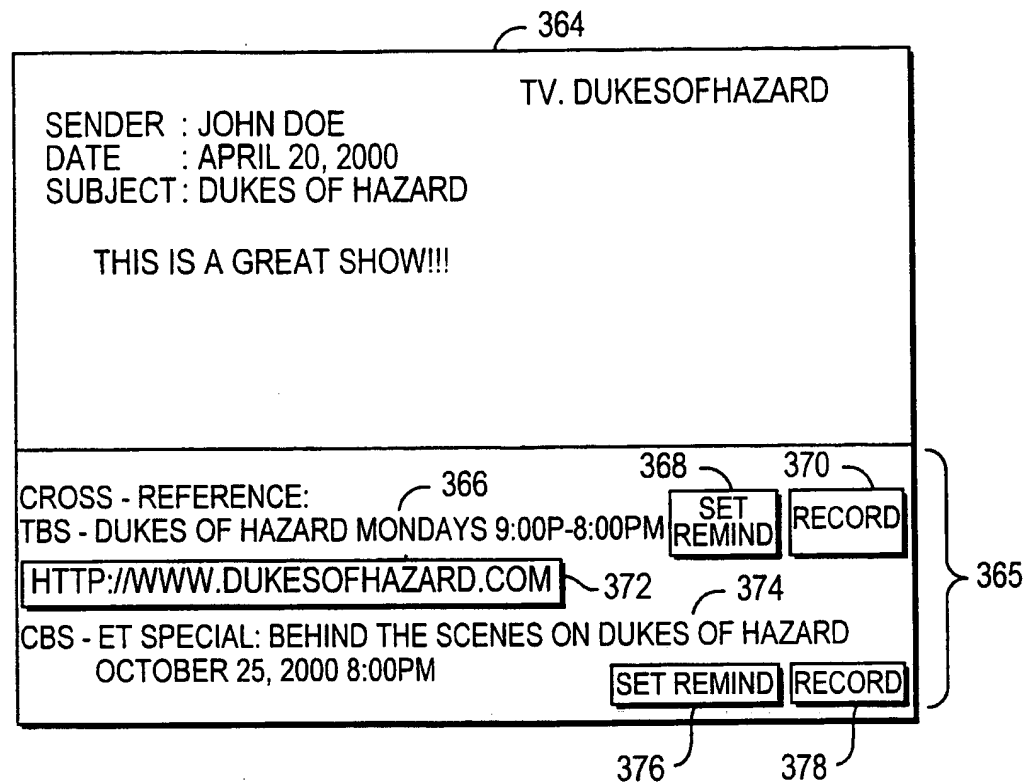 364
TV. DUKESOFHAZARD
SENDER : JOHN DOE
DATE : APRIL 20, 2000
SUBJECT : DUKES OF HAZARD
THIS IS A GREAT SHOW!!!
CROSS - REFERENCE:
366
368
370
TBS - DUKES OF HAZARD MONDAYS 9:00P-8:00PM
SET
REMIND
RECORD
HTTP://WWW.DUKESOFHAZARD.COM
372
374
365
CBS - ET SPECIAL: BEHIND THE SCENES ON DUKES OF HAZARD
OCTOBER 25, 2000 8:00PM
SET REMIND
RECORD
376
378